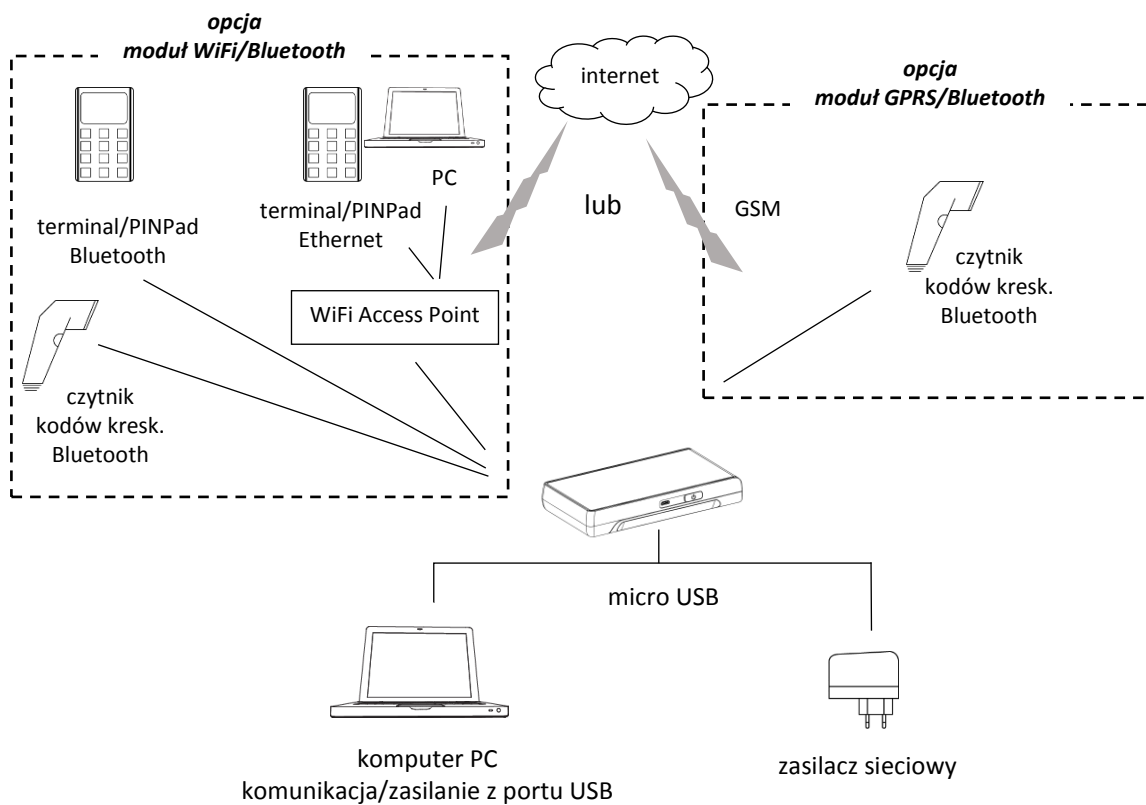 opcja
moduł WiFi/Bluetooth
internet
opcja
moduł GPRS/Bluetooth
PC
terminal/PINPad
Bluetooth
terminal/PINPad
Ethernet
lub
GSM
WiFi Access Point
czytnik
kodów kresk.
Bluetooth
czytnik
kodów kresk.
Bluetooth
micro USB
komputer PC
komunikacja/zasilanie z portu USB
zasilacz sieciowy